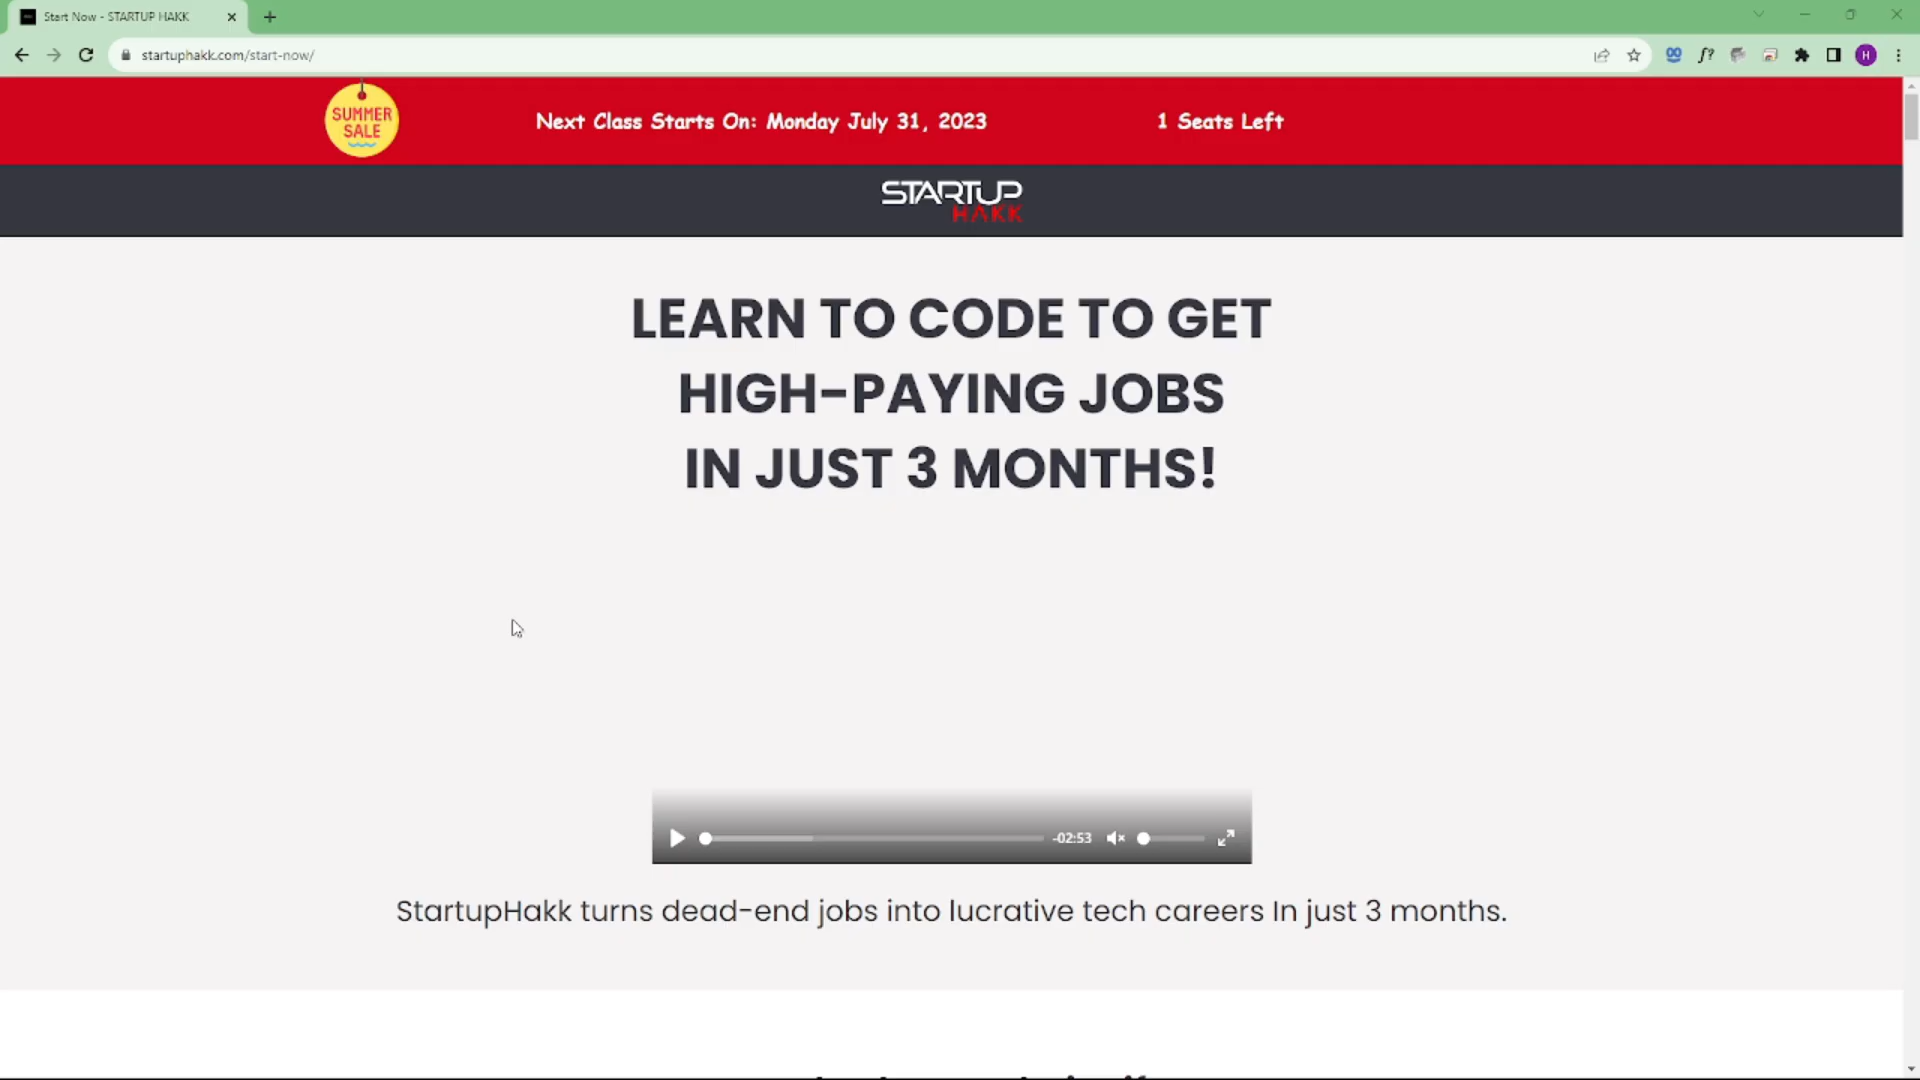 Start Now - STARTUP HAKK
startuphakk.com/start-now/
f?
H
SUMMER
SALE
Next Class Starts On: Monday July 31, 2023
1 Seats Left
STARTUP
HAKK
LEARN TO CODE TO GET
HIGH-PAYING JOBS
IN JUST 3 MONTHS!
-02:53
StartupHakk turns dead-end jobs into lucrative tech careers In just 3 months.